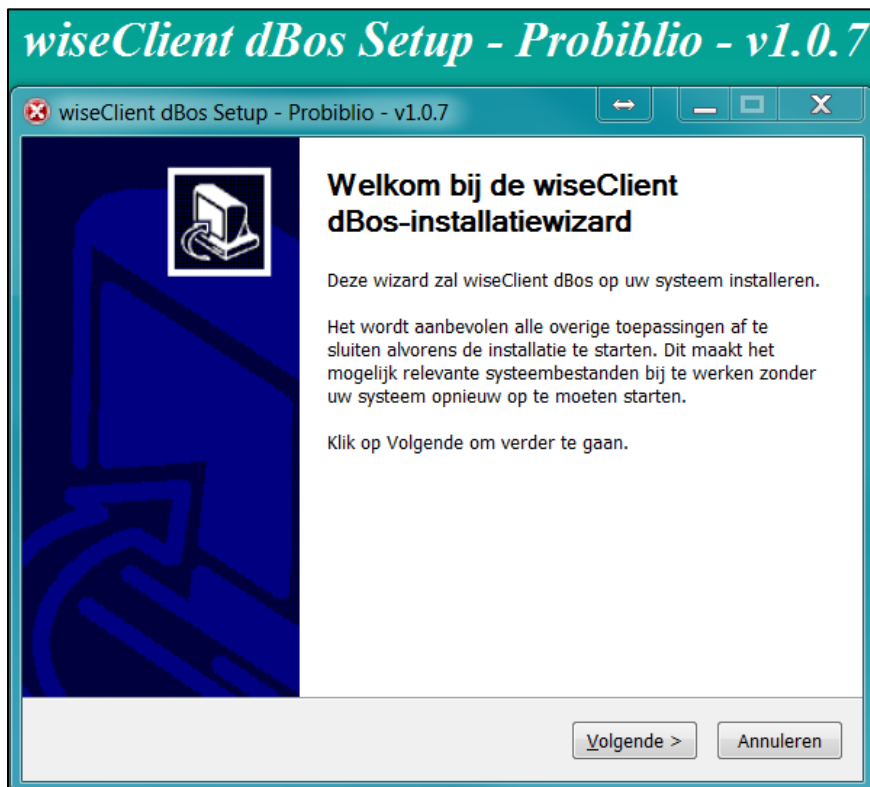 wiseClient dBos Setup - Probiblio - v1.0.7
wiseClient dBos Setup - Probiblio - v1.0.7
Welkom bij de wiseClient
dBos-installatiewizard
Deze wizard zal wiseClient dBos op uw systeem installeren.
Het wordt aanbevolen alle overige toepassingen af te
sluiten alvorens de installatie te starten. Dit maakt het
mogelijk relevante systeembestanden bij te werken zonder
uw systeem opnieuw op te moeten starten.
Klik op Volgende om verder te gaan.
Volgende >
Annuleren